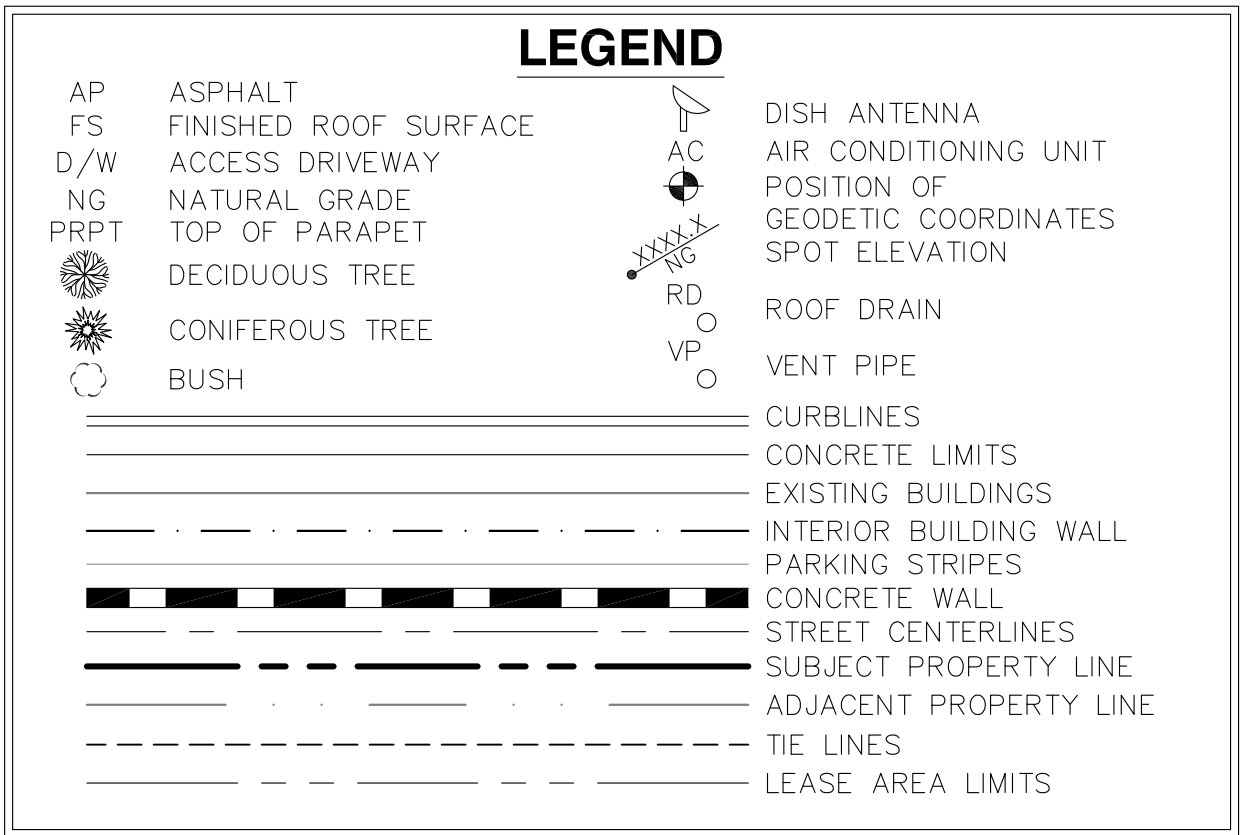 LEGEND
AP ASPHALT
FS FINISHED ROOF SURFACE
D/W ACCESS DRIVEWAY
NG NATURAL GRADE
PRPT TOP OF PARAPET
DECIDUOUS TREE
CONIFEROUS TREE
BUSH
DISH ANTENNA
AC AIR CONDITIONING UNIT
POSITION OF
GEODETIC COORDINATES
XXXX.X
NG
SPOT ELEVATION
RD
ROOF DRAIN
VP
VENT PIPE
CURBLINES
CONCRETE LIMITS
EXISTING BUILDINGS
INTERIOR BUILDING WALL
PARKING STRIPES
CONCRETE WALL
STREET CENTERLINES
SUBJECT PROPERTY LINE
ADJACENT PROPERTY LINE
TIE LINES
LEASE AREA LIMITS